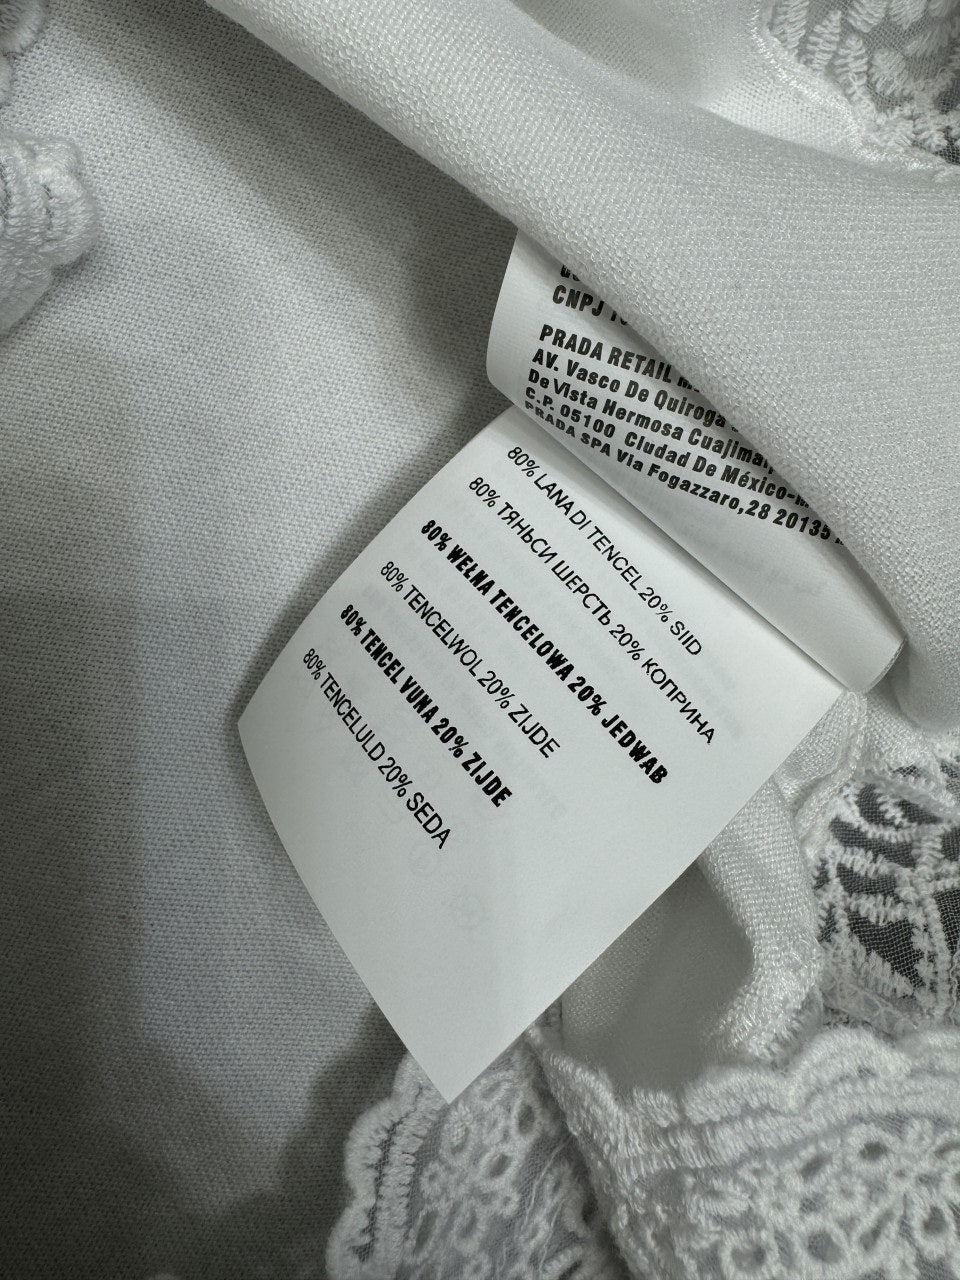 CNPJ
PRADA RETAIL
AV. Vasco De Quiroga
De Vista Hermosa
C.P. 05100 Ciudad De México-
PRADA SPA Via Fogazzaro,28 20135
80% LANA DI TENCEL 20% SIID
80% ТЯНЬСИ ШЕРСТЬ 20% КОПРИНА
80% WEŁNA TENCELOWA 20% JEDWAB
80% TENCELWOL 20% ZIJDE
80% TENCEL VUNA 20% ZIJDE
80% TENCELULD 20% SEDA